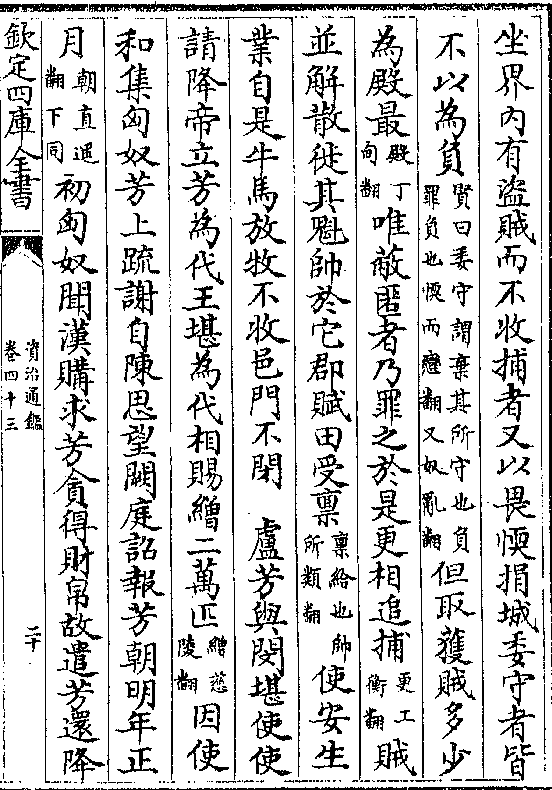 坐界内有盜賊而不收捕者又以畏愞捐城委守者皆
不以為負賢曰委守謂棄其所守也負罪負也愞而戀翻又奴亂翻但取獲賊多少
為殿最殿丁甸翻唯蔽匿者乃罪之於是更相追捕更工衡翻賊
並解散徙其魁帥於它郡賦田受稟稟給也帥所類翻使安生
業自是牛馬放牧不收邑門不閉 盧芳與閔堪使使
請降帝立芳為代王堪為代相賜繒二萬匹繒慈陵翻因使
和集匈奴芳上疏謝自陳思望闕庭詔報芳朝明年正
月朝直遥翻下同初匈奴聞漢購求芳貪得財帛故遣芳還降
欽定四庫全書
資治通鑑
卷四十三
二十